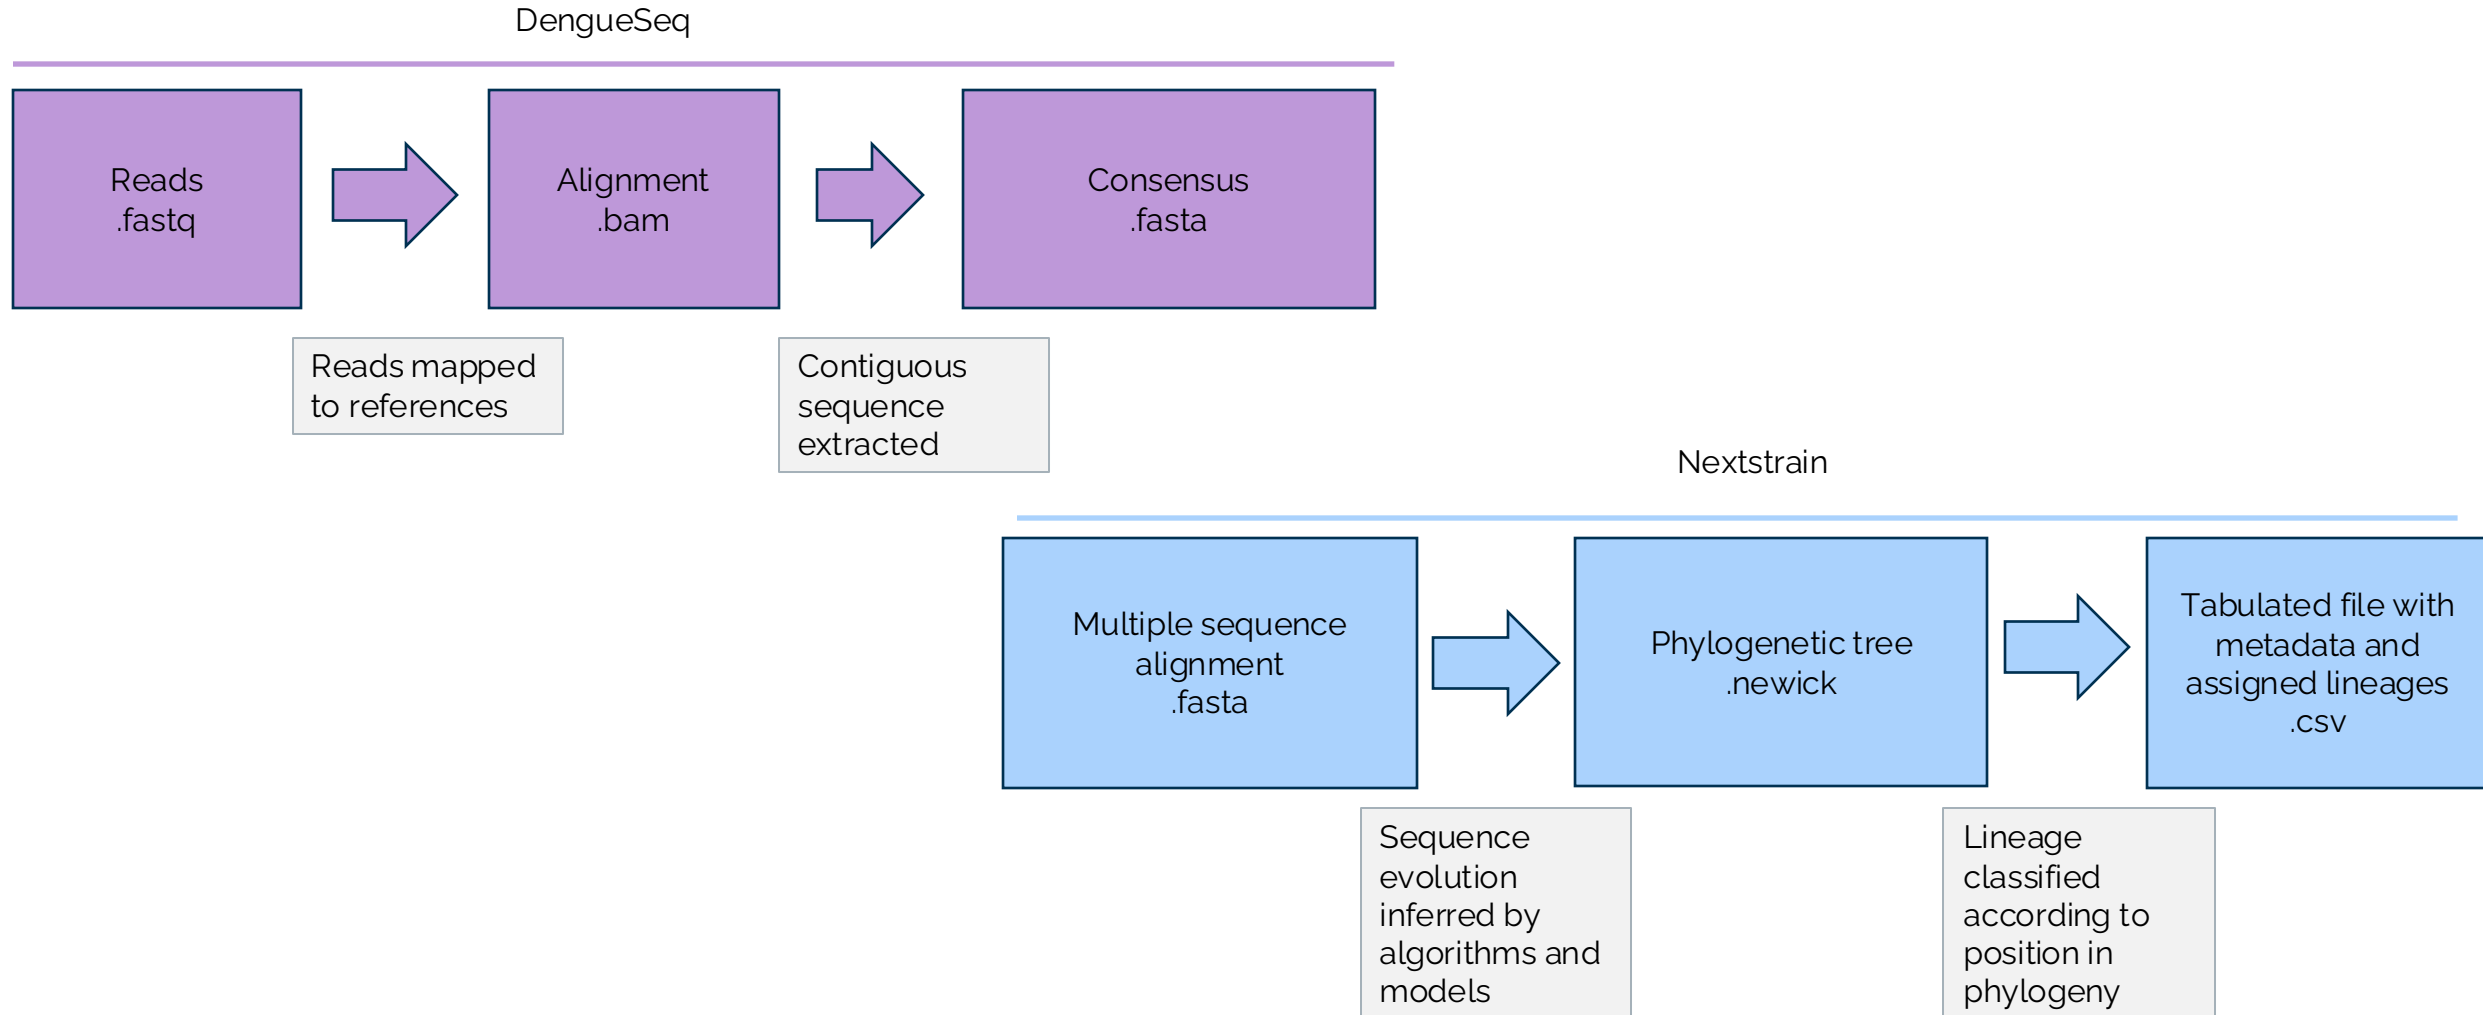 DengueSeq
Reads
.fastq
Alignment
.bam
Consensus
.fasta
Reads mapped
to references
Contiguous
sequence
extracted
Nextstrain
Multiple sequence
alignment
.fasta
Phylogenetic tree
.newick
Tabulated file with
metadata and
assigned lineages
.csv
Sequence
evolution
inferred by
algorithms and
models
Lineage
classified
according to
position in
phylogeny